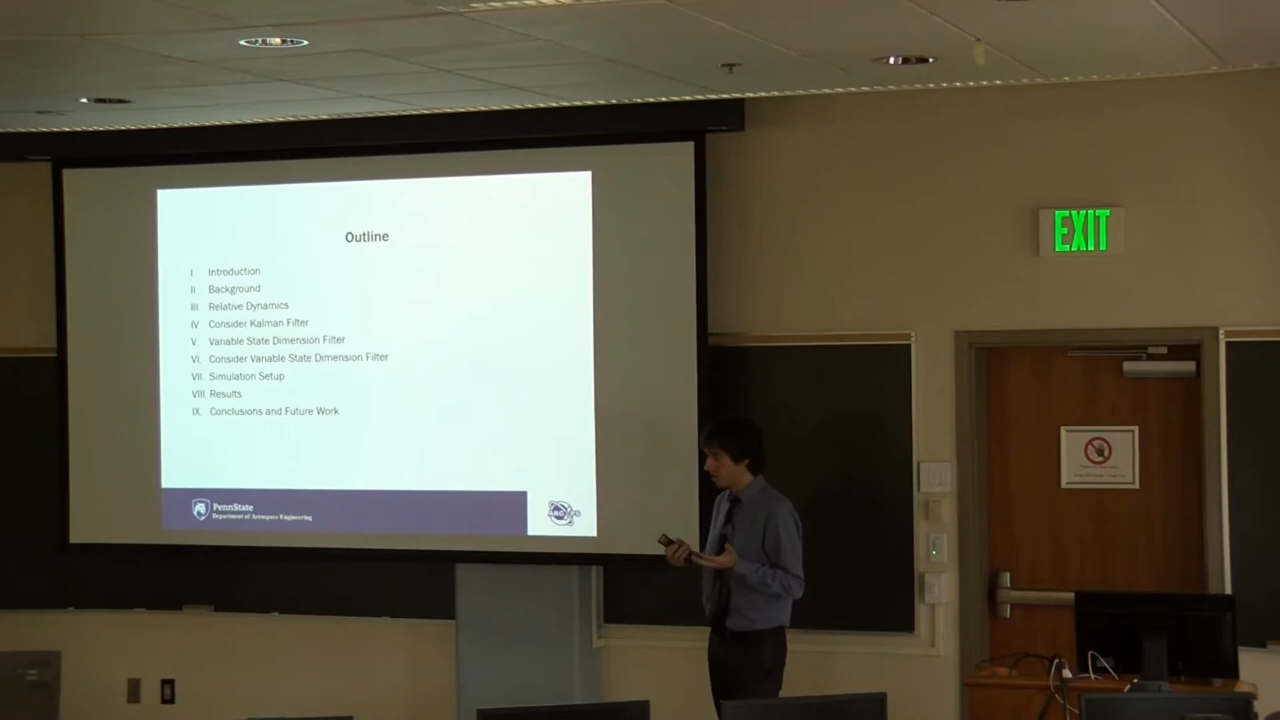 Outline
I Introduction
II Background
III. Relative Dynamics
IV Consider Kalman Filter
V. Variable State Dimension Filter
VI. Consider Variable State Dimension Filter
VII. Simulation Setup
VIII. Results
IX. Conclusions and Future Work
PennState
Department of Aerospace Engineering
EXIT